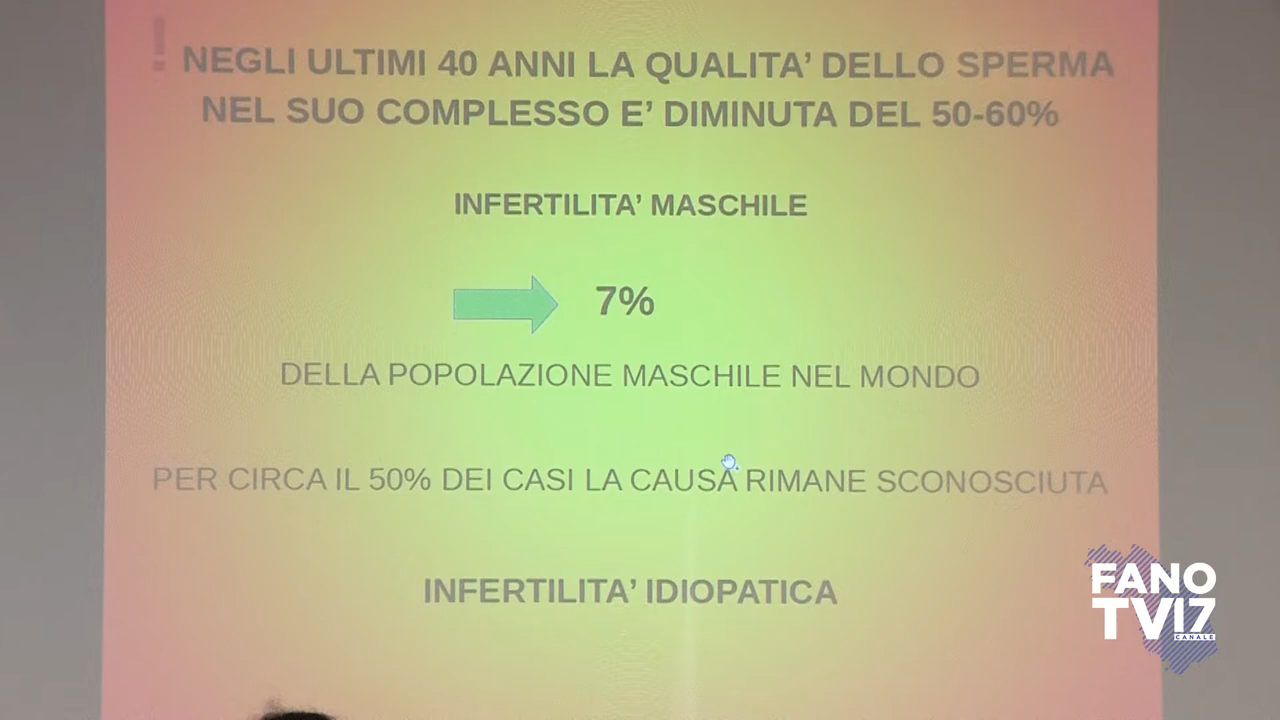 ! NEGLI ULTIMI 40 ANNI LA QUALITA’ DELLO SPERMA
NEL SUO COMPLESSO E’ DIMINUTA DEL 50-60%
INFERTILITA’ MASCHILE
7%
DELLA POPOLAZIONE MASCHILE NEL MONDO
PER CIRCA IL 50% DEI CASI LA CAUSA RIMANE SCONOSCIUTA
INFERTILITA’ IDIOPATICA
FANO
TV17
CANALE